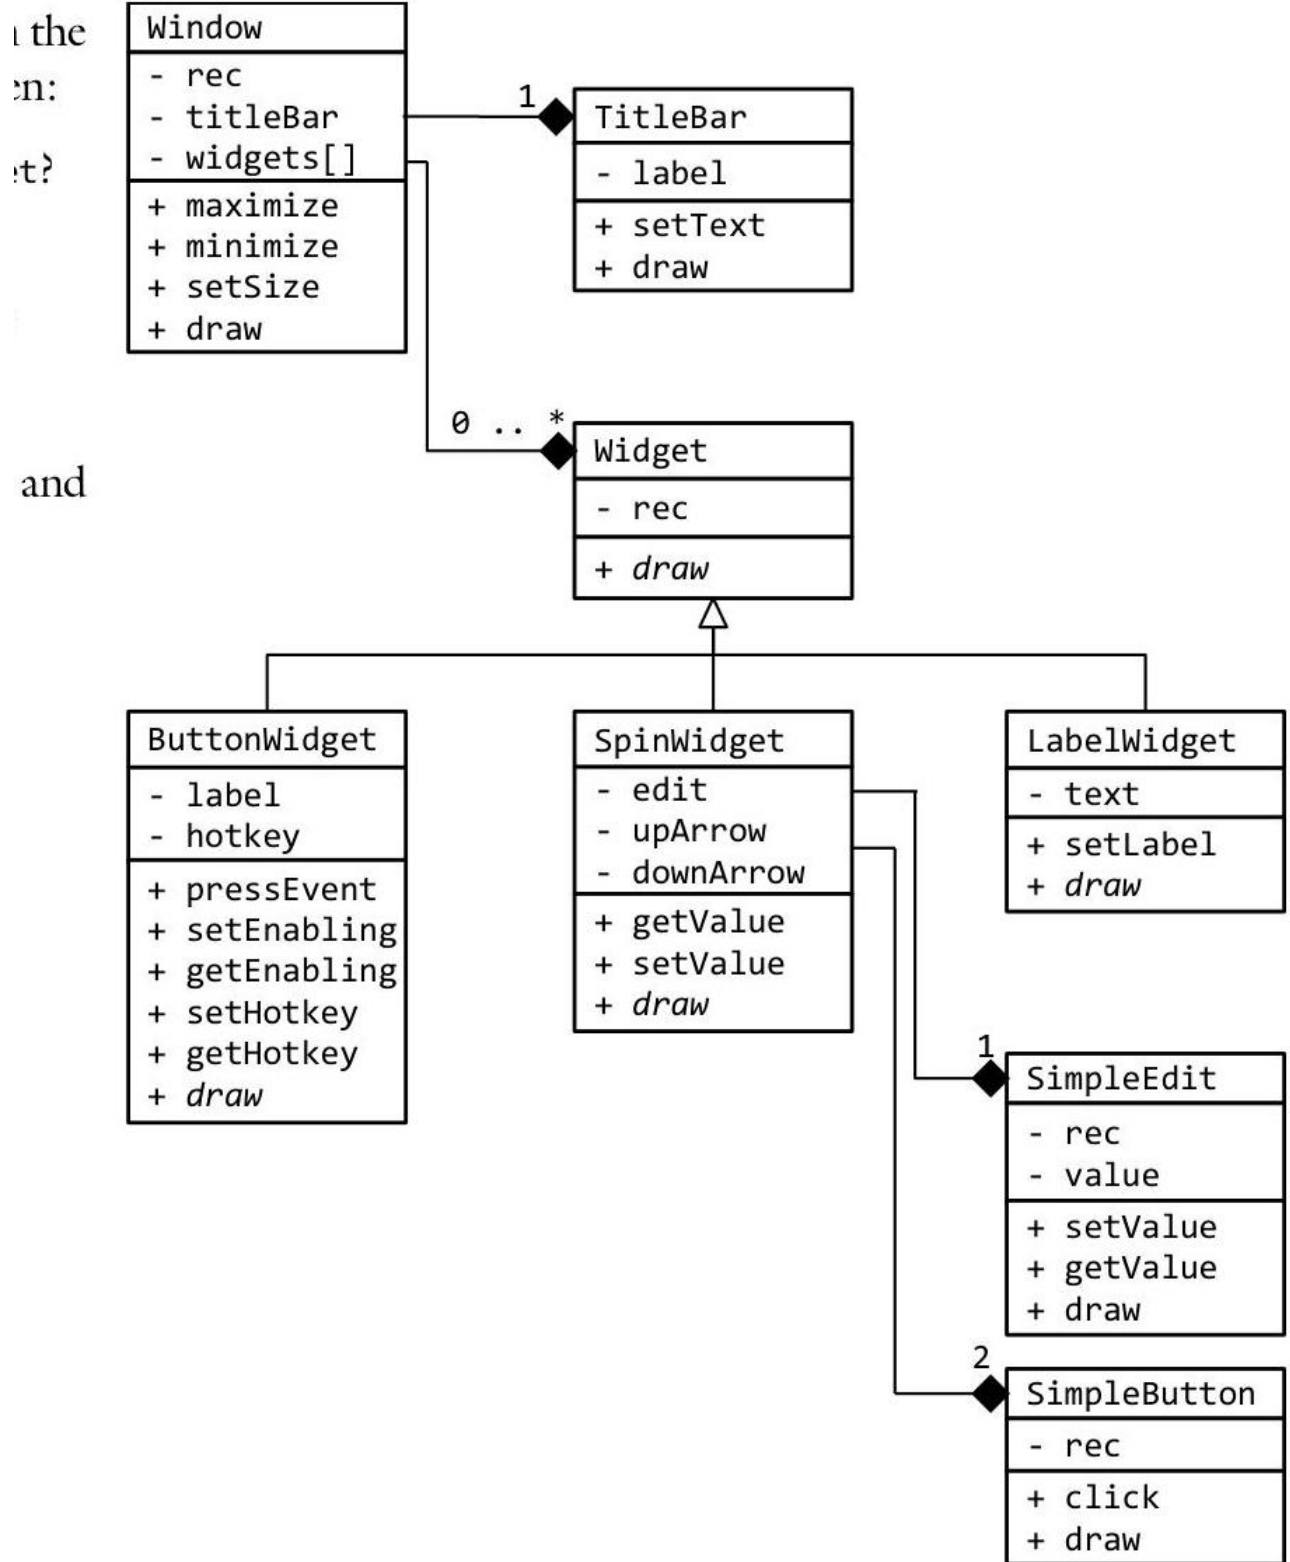 the
en:
et?
and
Window
- rec
- titleBar
- widgets[]
+ maximize
+ minimize
+ setSize
+ draw
1
TitleBar
- label
+ setText
+ draw
0 .. *
Widget
- rec
+ draw
ButtonWidget
- label
- hotkey
+ pressEvent
+ setEnabling
+ getEnabling
+ setHotkey
+ getHotkey
+ draw
SpinWidget
- edit
- upArrow
- downArrow
+ getValue
+ setValue
+ draw
LabelWidget
- text
+ setLabel
+ draw
1
SimpleEdit
- rec
- value
+ setValue
+ getValue
+ draw
2
SimpleButton
- rec
+ click
+ draw